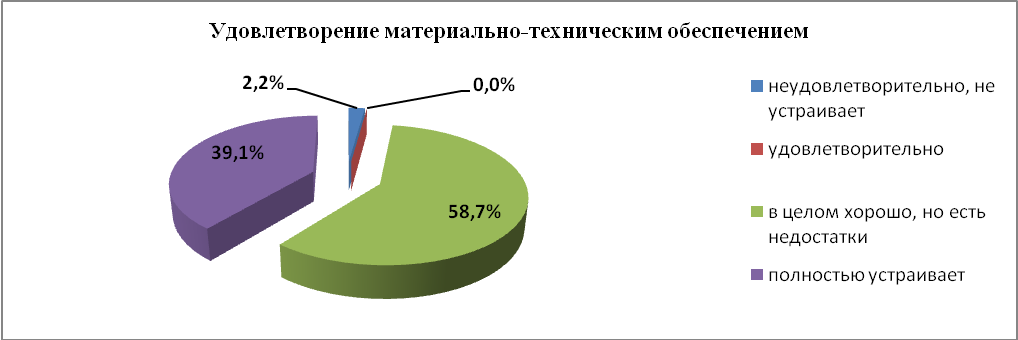 Удовлетворение материально-техническим обеспечением
2,2%
0,0%
39,1%
58,7%
неудовлетворительно, не
устраивает
удовлетворительно
в целом хорошо, но есть
недостатки
полностью устраивает